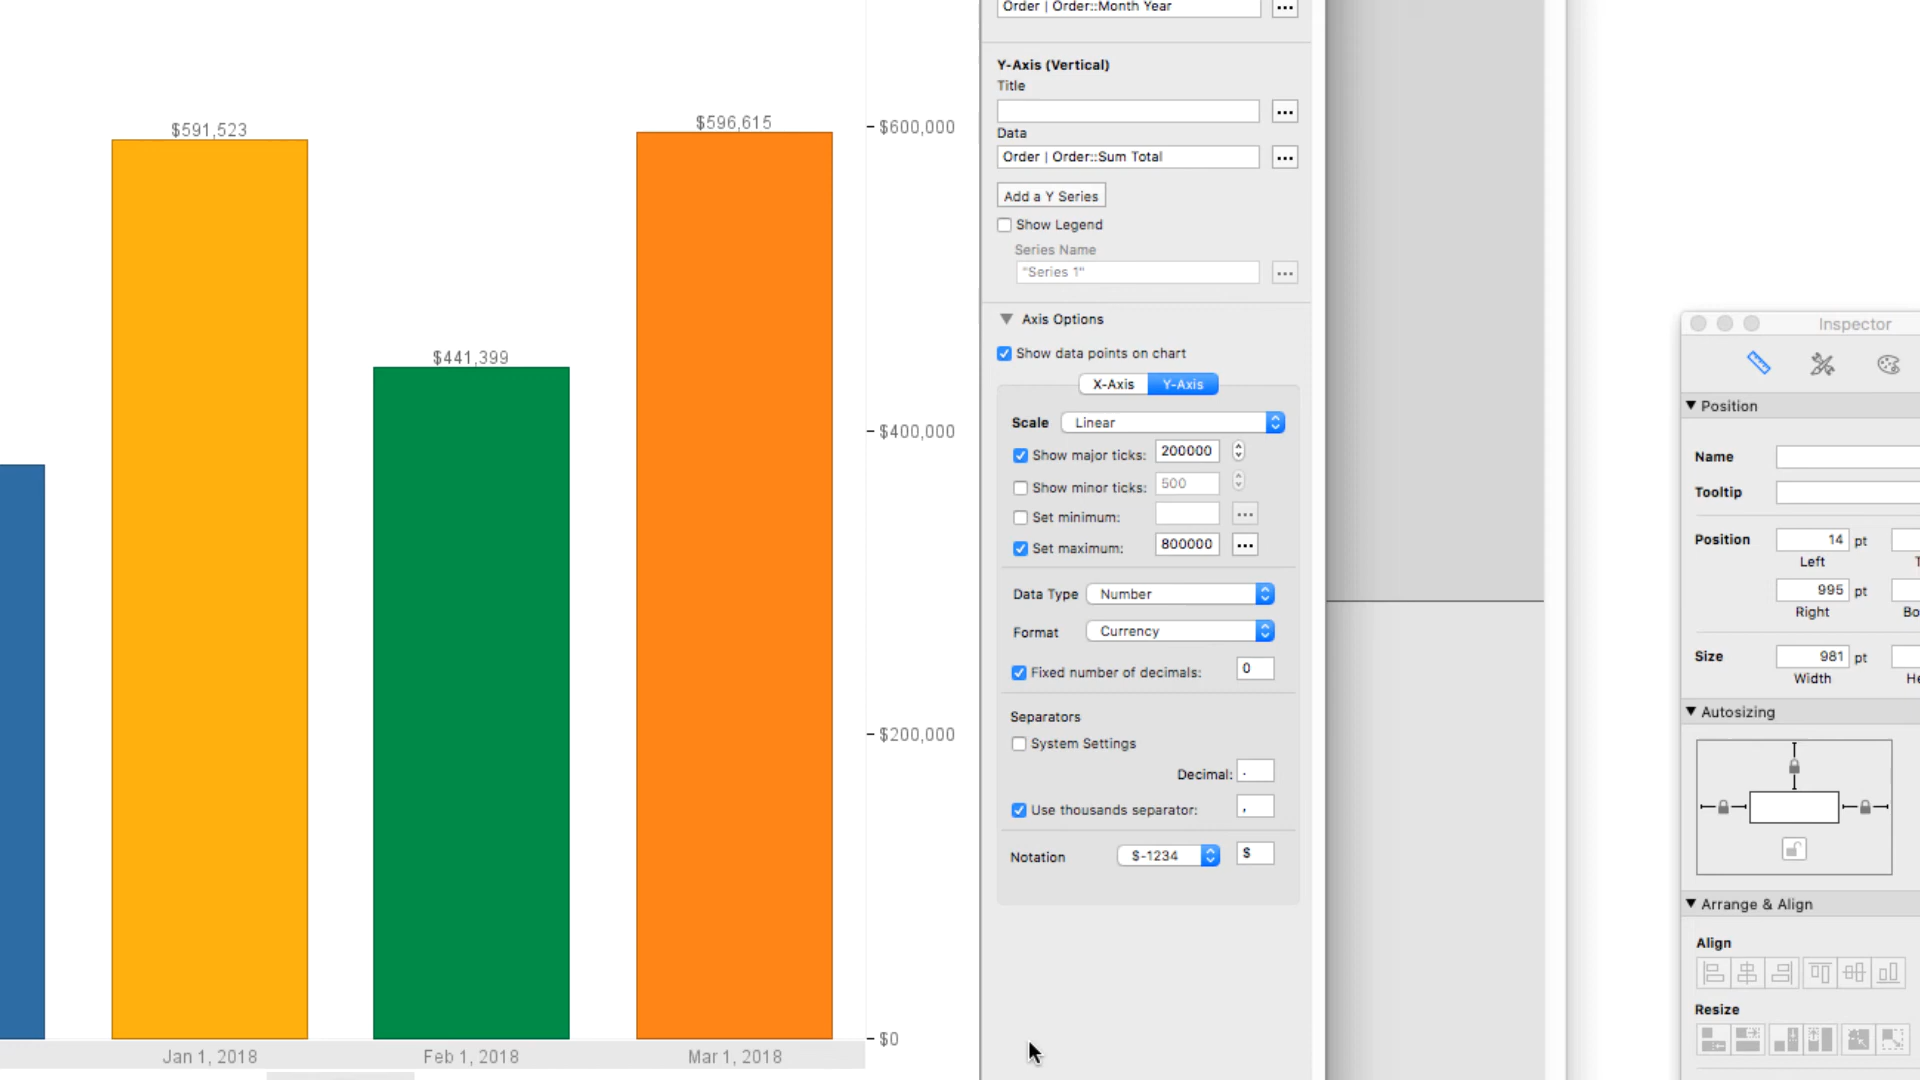 $591,523
$441,399
$596,615
$600,000
$400,000
$200,000
$0
Jan 1, 2018
Feb 1, 2018
Mar 1, 2018
Order | Order::Month Year
...
Y-Axis (Vertical)
Title
...
Data
Order | Order::Sum Total
...
Add a Y Series
Show Legend
Series Name
"Series 1"
...
Axis Options
Show data points on chart
X-Axis
Y-Axis
Scale
Linear
Show major ticks:
200000
Show minor ticks:
500
Set minimum:
...
Set maximum:
800000
...
Data Type
Number
Format
Currency
Fixed number of decimals:
0
Separators
System Settings
Decimal:
.
Use thousands separator:
,
Notation
$-1234
$
Inspector
Position
Name
Tooltip
Position
14 pt
Left
T
995 pt
Right
Bo
Size
981 pt
Width
He
Autosizing
Arrange & Align
Align
Resize